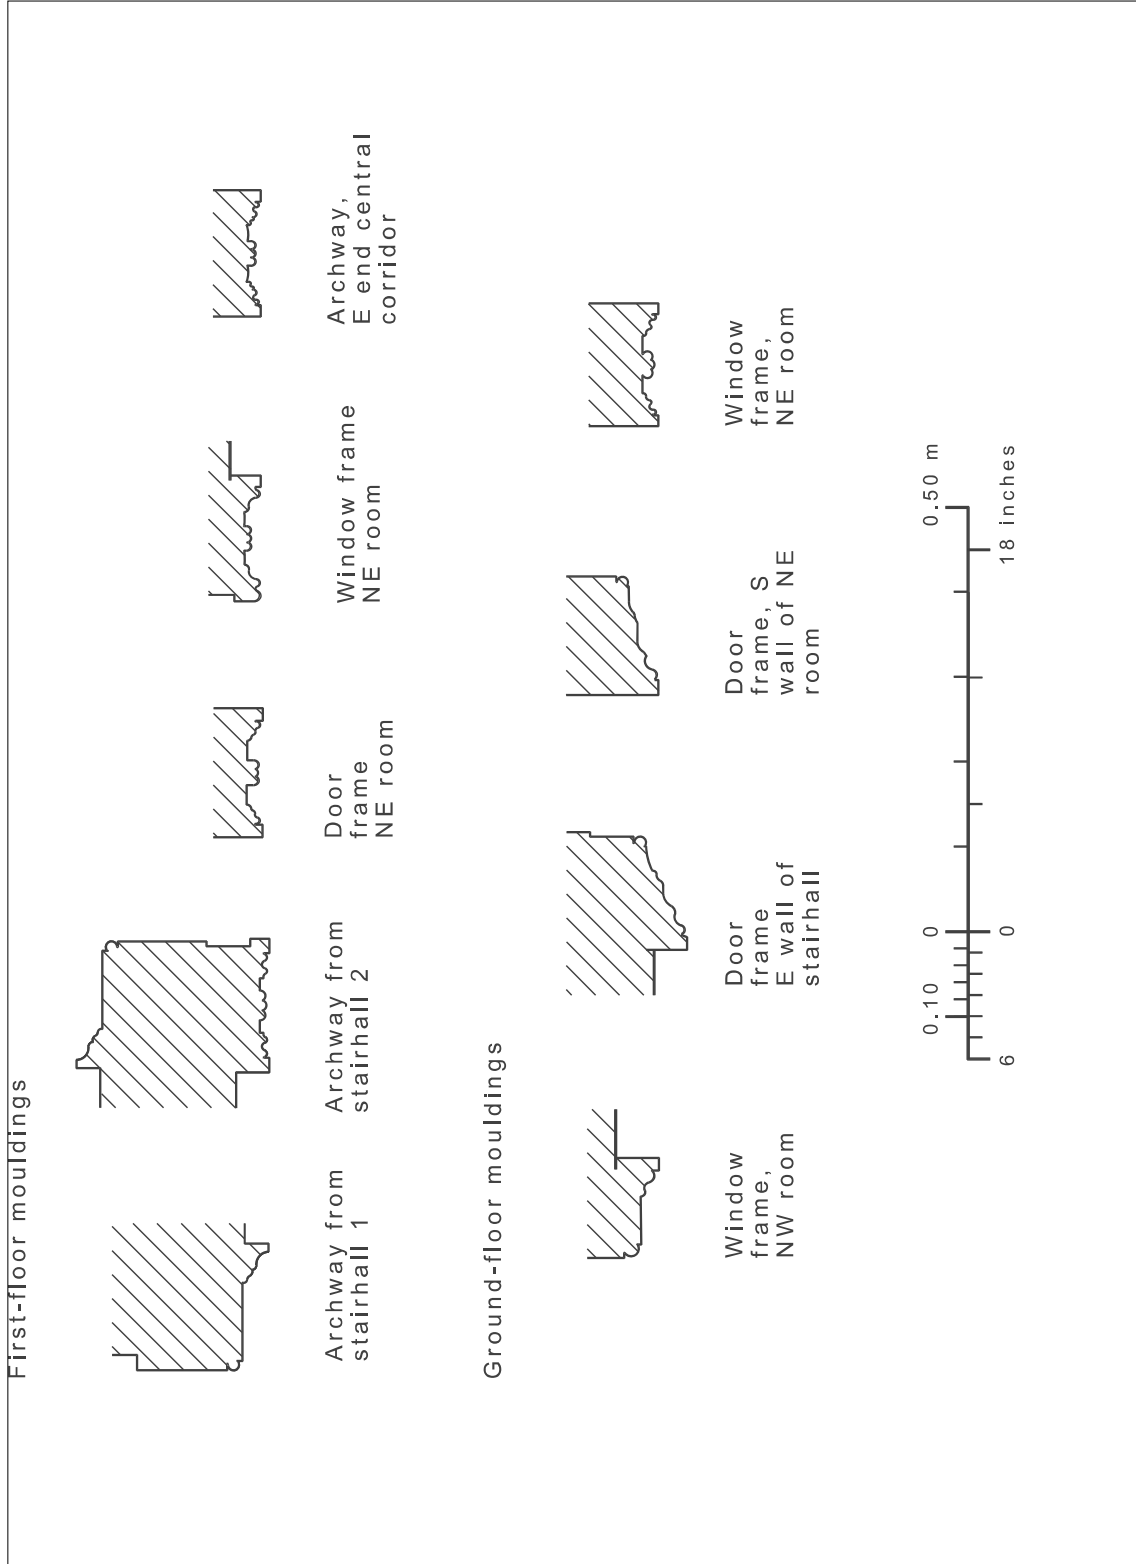 First-floor mouldings
Archway from
stairhall 1
Archway from
stairhall 2
Door
frame
NE room
Window frame
NE room
Archway,
E end central
corridor
Ground-floor mouldings
Window
frame,
NW room
Door
frame
E wall of
stairhall
Door
frame, S
wall of NE
room
Window
frame,
NE room
0.10 0 0.50 m
6 0 18 inches